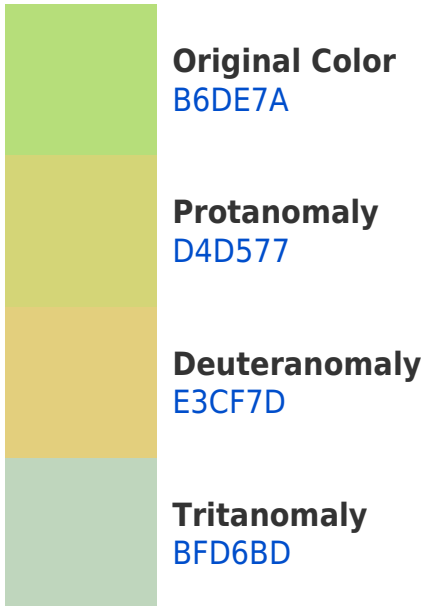 Original Color
B6DE7A
Protanomaly
D4D577
Deuteranomaly
E3CF7D
Tritanomaly
BFD6BD